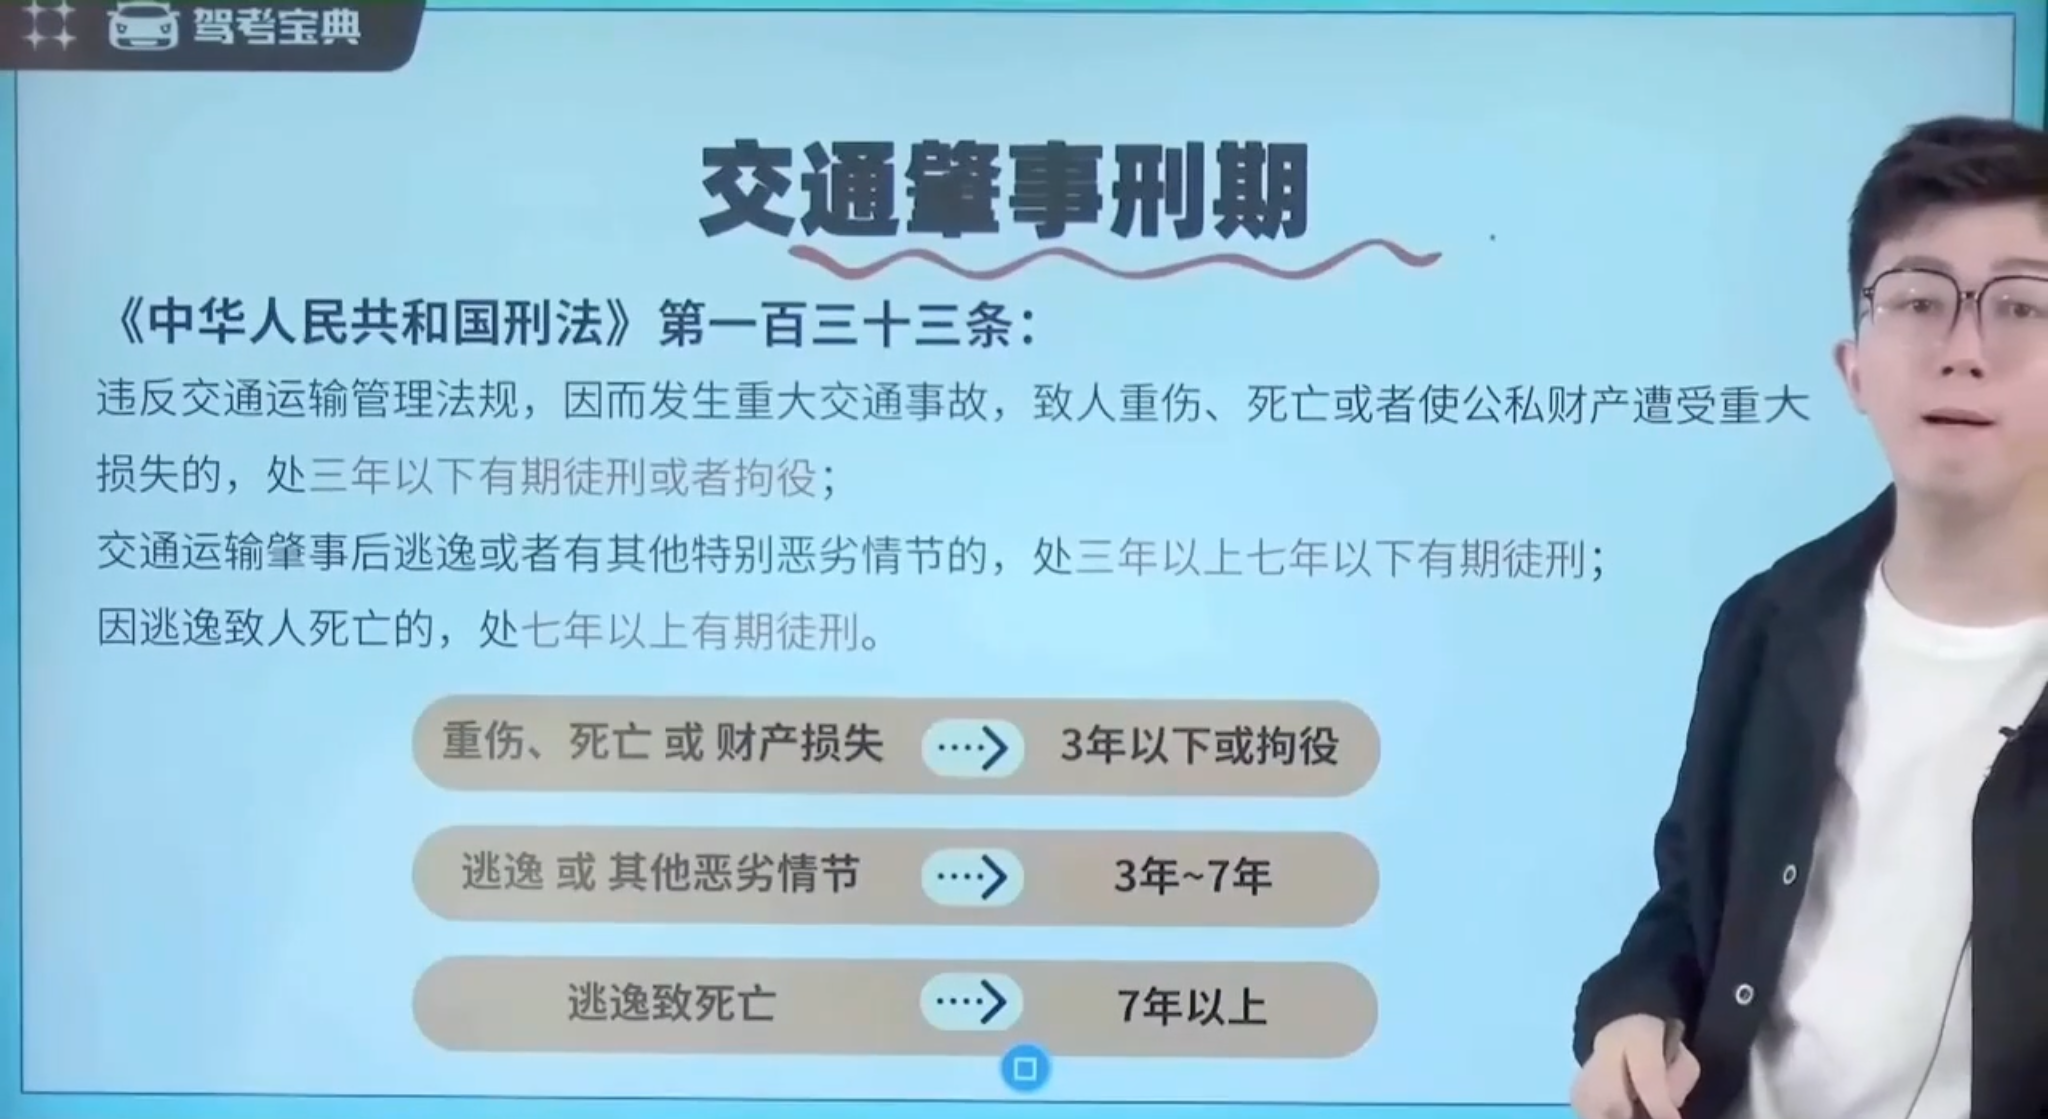 驾考宝典
交通肇事刑期
《中华人民共和国刑法》第一百三十三条：
违反交通运输管理法规，因而发生重大交通事故，致人重伤、死亡或者使公私财产遭受重大
损失的，处三年以下有期徒刑或者拘役；
交通运输肇事后逃逸或者有其他特别恶劣情节的，处三年以上七年以下有期徒刑；
因逃逸致人死亡的，处七年以上有期徒刑。
重伤、死亡 或 财产损失 3年以下或拘役
逃逸 或 其他恶劣情节 3年~7年
逃逸致死亡 7年以上